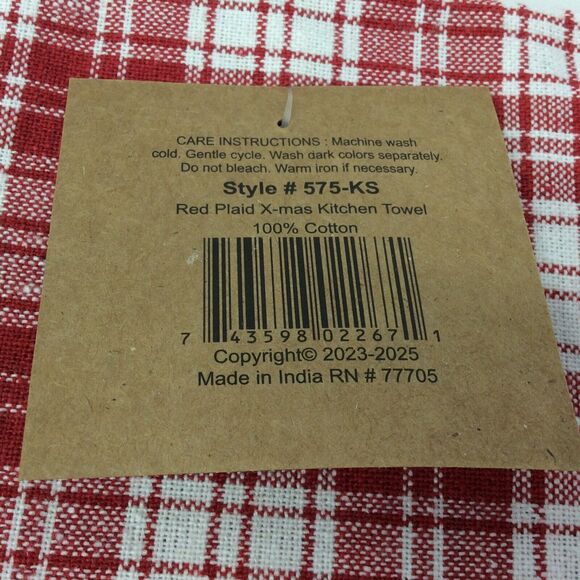 CARE INSTRUCTIONS : Machine wash
cold. Gentle cycle. Wash dark colors separately.
Do not bleach. Warm iron if necessary.
Style # 575-KS
Red Plaid X-mas Kitchen Towel
100% Cotton
7 43598 02267 1
Copyright© 2023-2025
Made in India RN # 77705